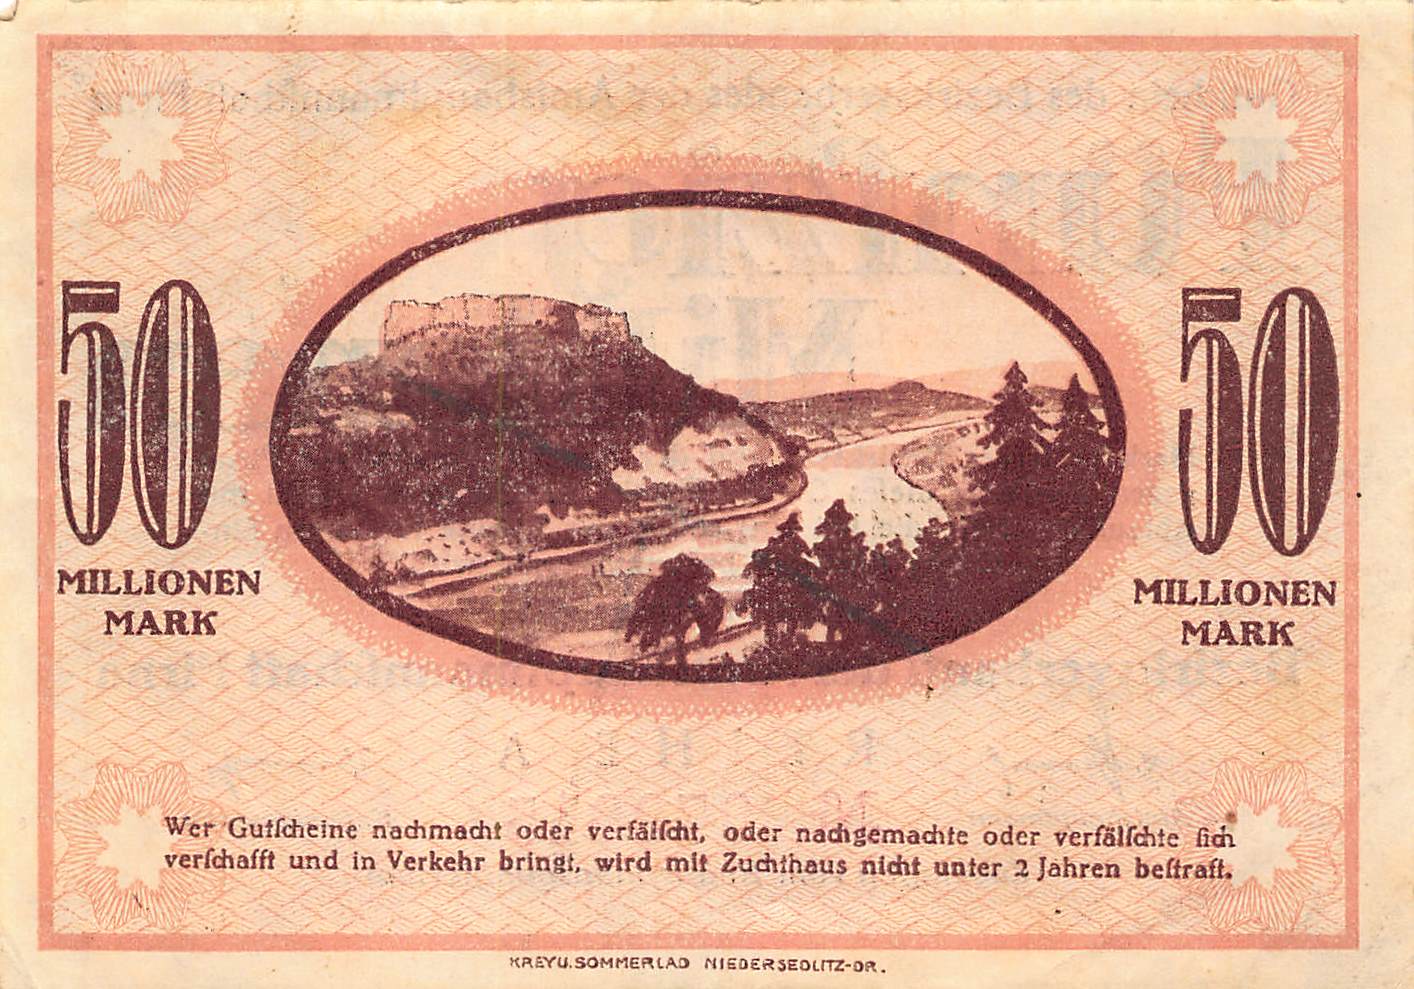 50
MILLIONEN
MARK
50
MILLIONEN
MARK
Wer Gutſcheine nachmacht oder verfälſcht, oder nachgemachte oder verfälſchte ſich
verſchafft und in Verkehr bringt, wird mit Zuchthaus nicht unter 2 Jahren beſtraft.
KREY U. SOMMERLAD NIEDERSEDLITZ-DR.